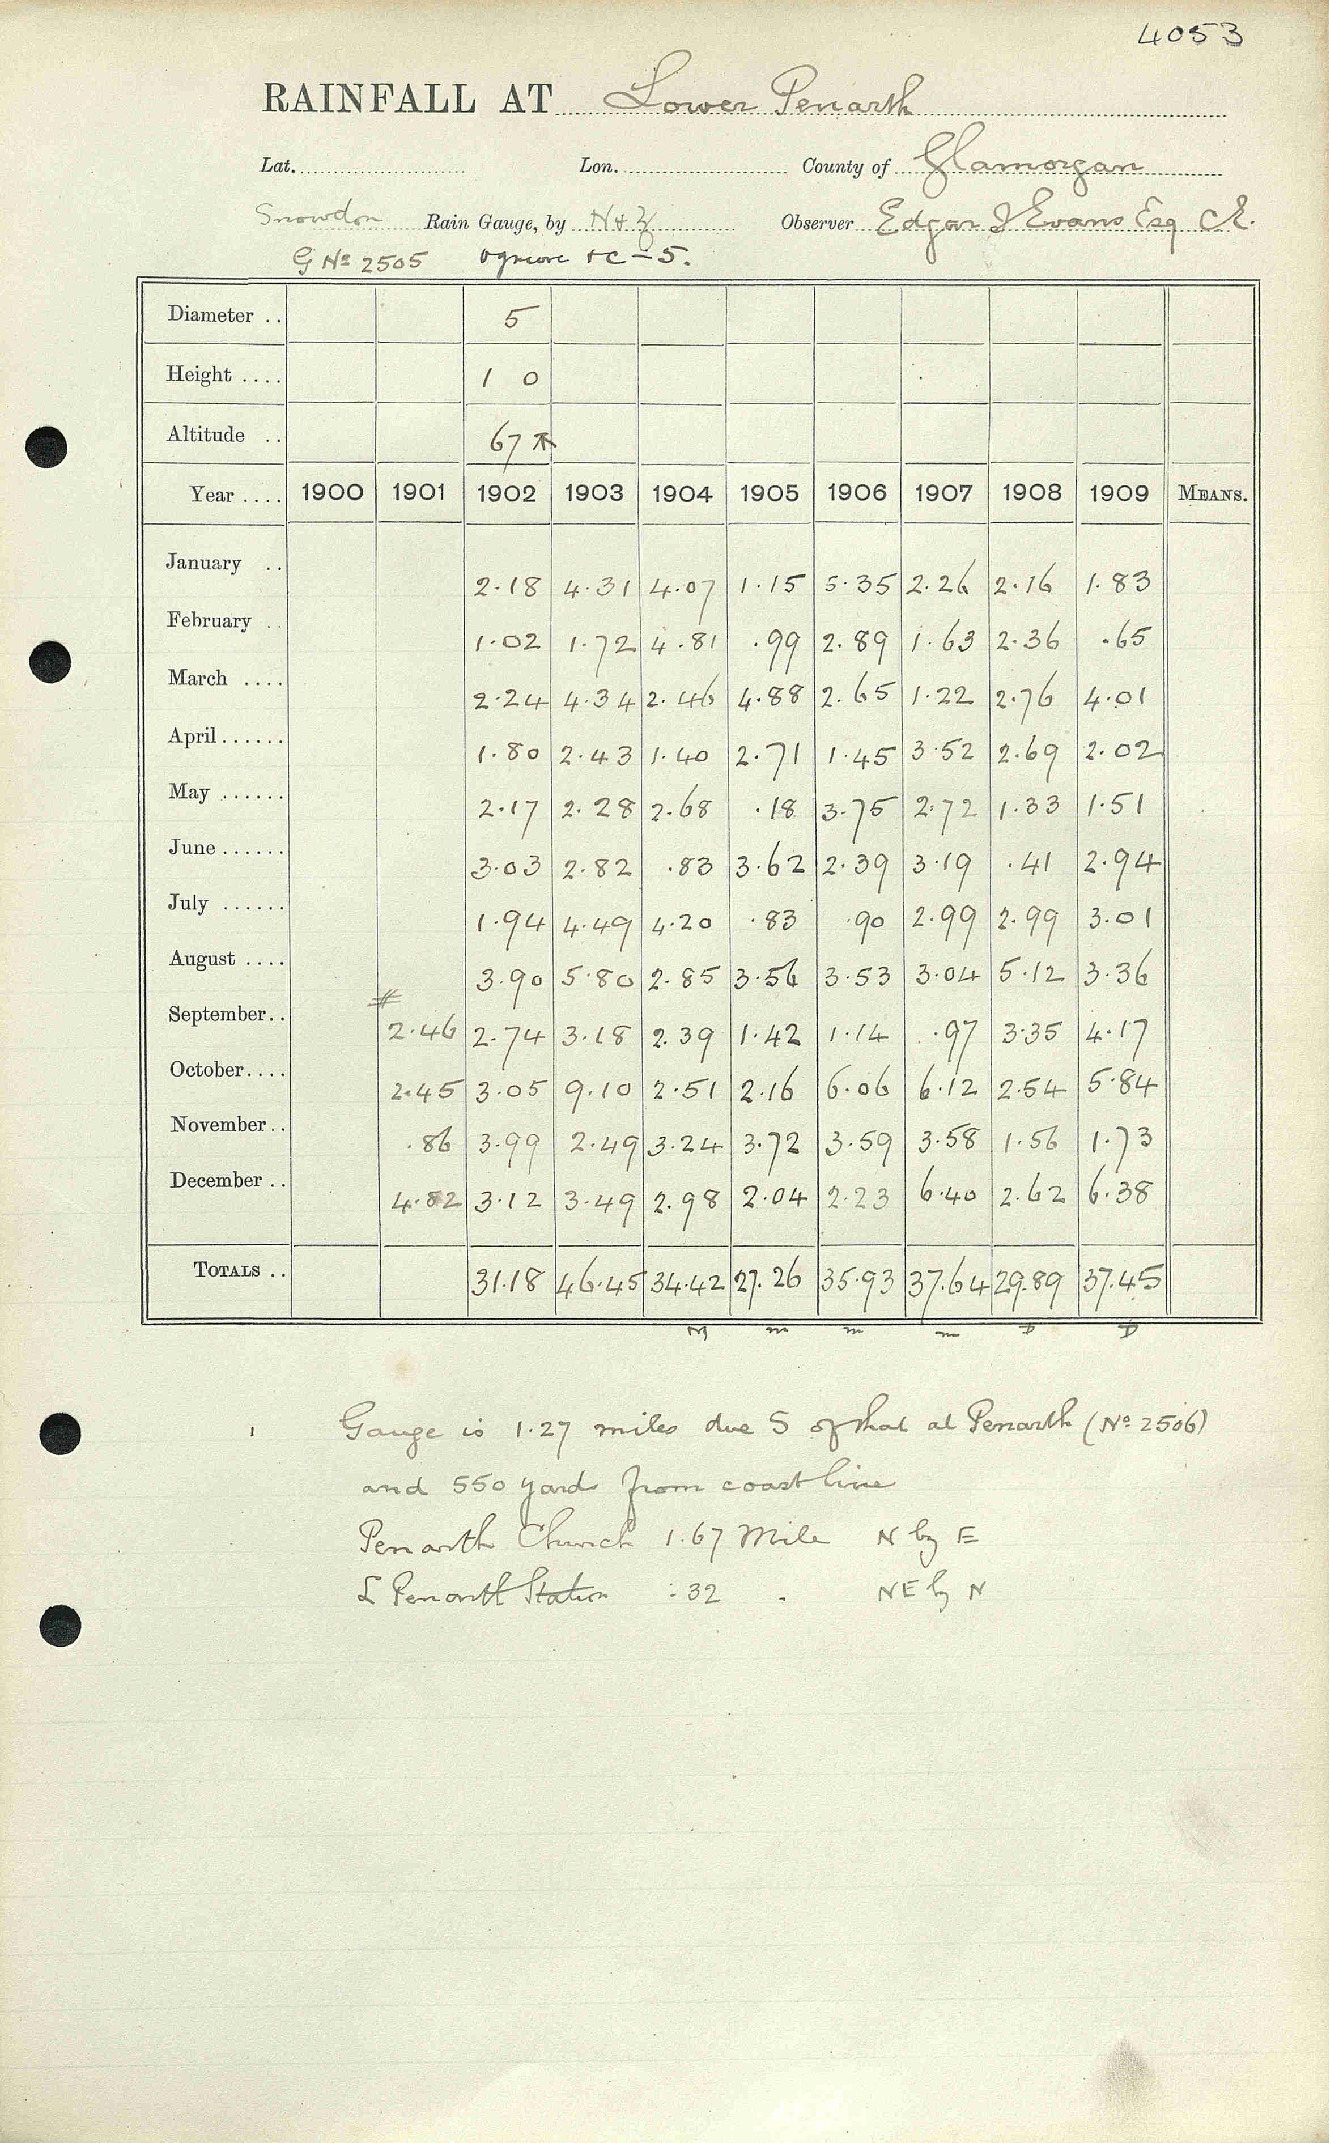 4053
RAINFALL AT Lower Penarth
Lat. Lon. County of Glamorgan
Snowdon Rain Gauge, by N & Z Observer Edgar J Evans Esq C.E.
G No 2505 Ogmore &c - 5.
Diameter .. 5
Height .... 1 0
Altitude .. 67
Year .... 1900 1901 1902 1903 1904 1905 1906 1907 1908 1909 MEANS.
January .. 2.18 4.31 4.07 1.15 5.35 2.26 2.16 1.83
February .. 1.02 1.72 4.81 .99 2.89 1.63 2.36 .65
March .... 2.24 4.34 2.46 4.88 2.65 1.22 2.76 4.01
April...... 1.80 2.43 1.40 2.71 1.45 3.52 2.69 2.02
May ...... 2.17 2.28 2.68 .18 3.75 2.72 1.33 1.51
June ...... 3.03 2.82 .83 3.62 2.39 3.19 .41 2.94
July ...... 1.94 4.49 4.20 .83 .90 2.99 2.99 3.01
August .... 3.90 5.80 2.85 3.56 3.53 3.04 5.12 3.36
#
September.. 2.46 2.74 3.18 2.39 1.42 1.14 .97 3.35 4.17
October.... 2.45 3.05 9.10 2.51 2.16 6.06 6.12 2.54 5.84
November.. .86 3.99 2.49 3.24 3.72 3.59 3.58 1.56 1.73
December .. 4.82 3.12 3.49 2.98 2.04 2.23 6.40 2.62 6.38
TOTALS .. 31.18 46.45 34.42 27.26 35.93 37.64 29.89 37.45
Gauge is 1.27 miles due S of that at Penarth (No 2506)
and 550 yards from coast line
Penarth Church 1.67 Mile N by E
L Penarth Station .32 . NE by N